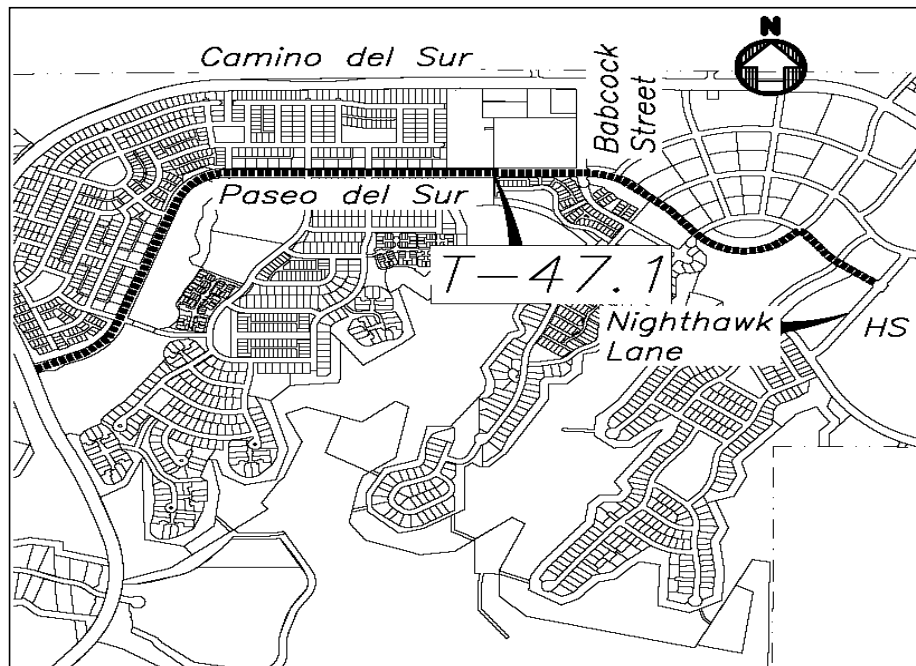 N
Camino del Sur
Babcock
Street
Paseo del Sur
T-47.1
Nighthawk
Lane
HS